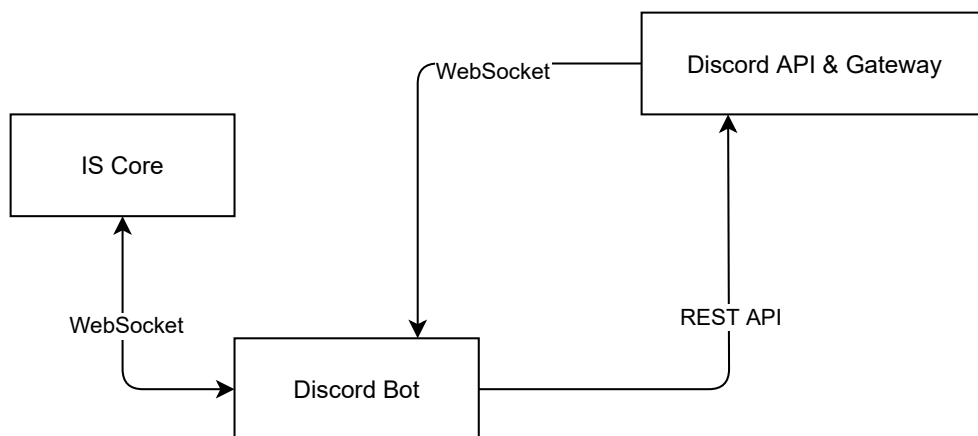 Discord API & Gateway
WebSocket
IS Core
REST API
WebSocket
Discord Bot